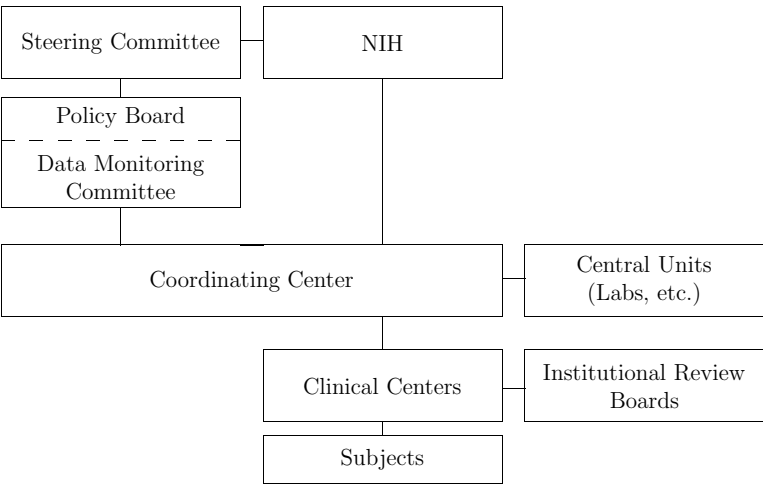 Steering Committee
NIH
Policy Board
Data Monitoring
Committee
Coordinating Center
Central Units
(Labs, etc.)
Clinical Centers
Institutional Review
Boards
Subjects